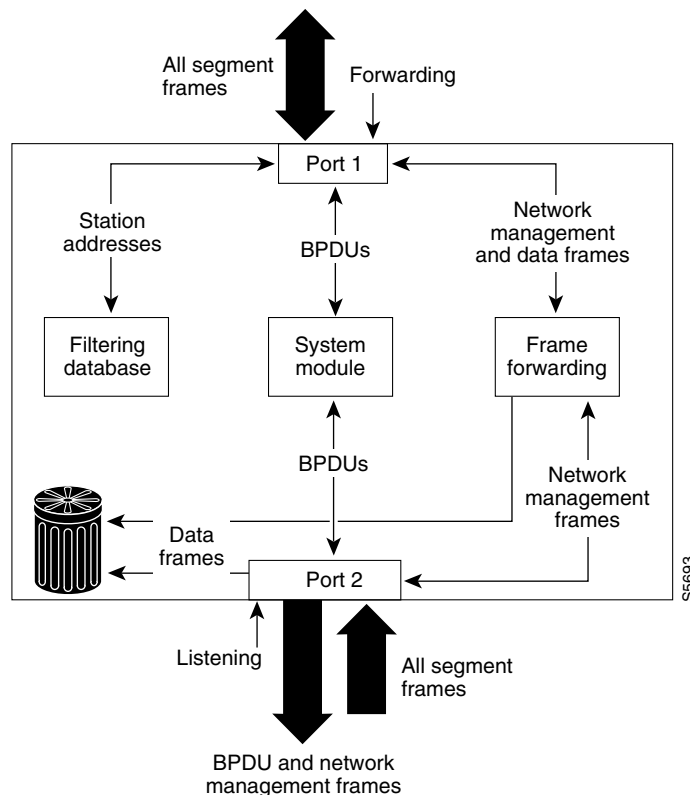 All segment
frames
Forwarding
Port 1
Station
addresses
BPDUs
Network
management
and data frames
Filtering
database
System
module
Frame
forwarding
BPDUs
Network
management
frames
Data
frames
Port 2
S5693
Listening
All segment
frames
BPDU and network
management frames